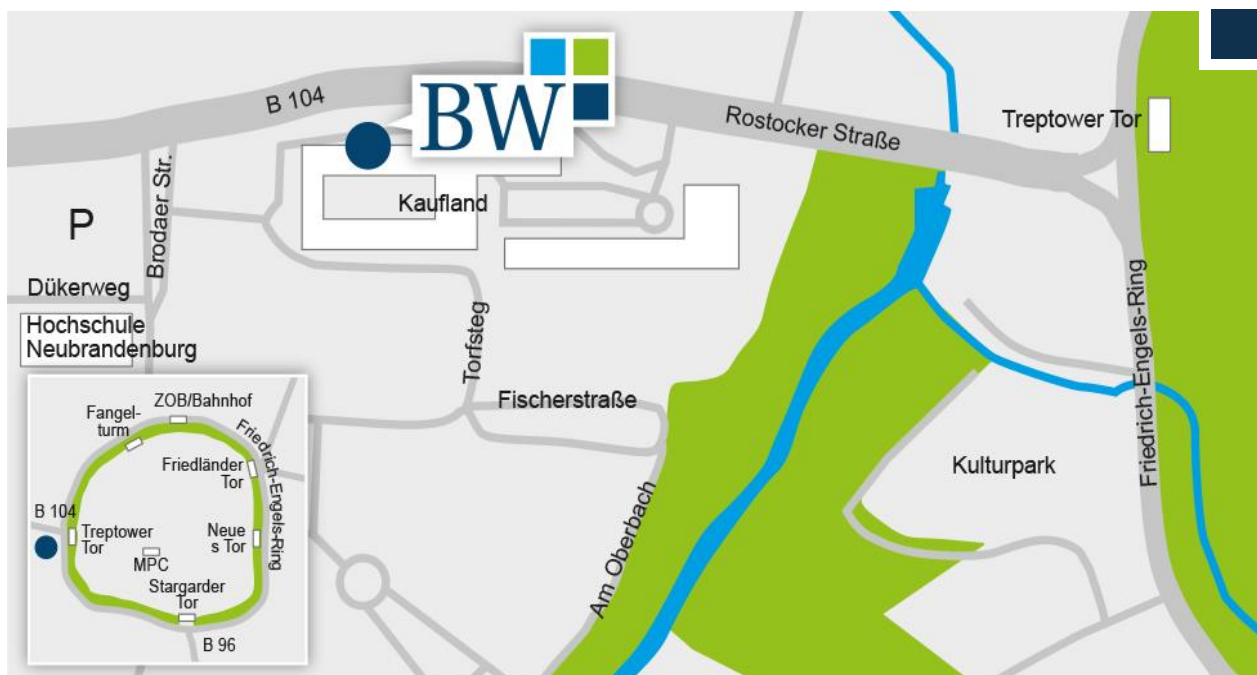 B 104
BW
Rostocker Straße
Treptower Tor
Kaufland
Brodaer Str.
P
Dükerweg
Hochschule
Neubrandenburg
Torfsteg
Fischerstraße
Am Oberbach
Kulturpark
Friedrich-Engels-Ring
ZOB/Bahnhof
Fangel-
turm
Friedrich-Engels-Ring
Friedländer
Tor
B 104
Treptower
Tor
Neue
s Tor
MPC
Stargarder
Tor
B 96